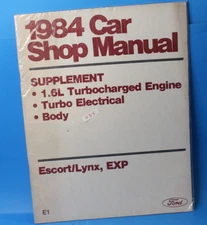 1984 Car
Shop Manual
SUPPLEMENT
• 1.6L Turbocharged Engine
• Turbo Electrical
• Body
Escort/Lynx, EXP
Ford
E1